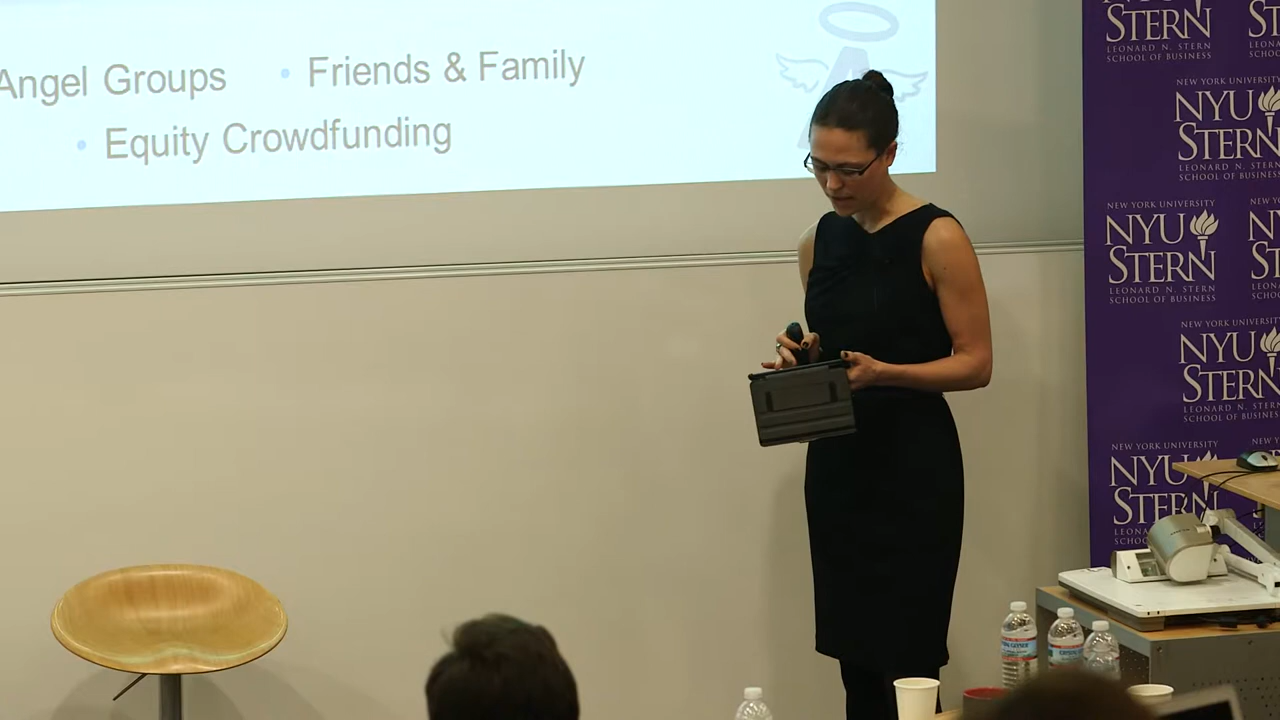 Angel Groups • Friends & Family
• Equity Crowdfunding
STERN
LEONARD N. STERN
SCHOOL OF BUSINESS
NEW YORK UNIVERSITY
NYU
STERN
LEONARD N. STERN
SCHOOL OF BUSINESS
NEW YORK UNIVERSITY
NYU
STERN
LEONARD N. STERN
SCHOOL OF BUSINESS
NEW YORK UNIVERSITY
NYU
STERN
LEONARD N. STERN
SCHOOL OF BUSINESS
NEW YORK UNIVERSITY
NYU
STERN